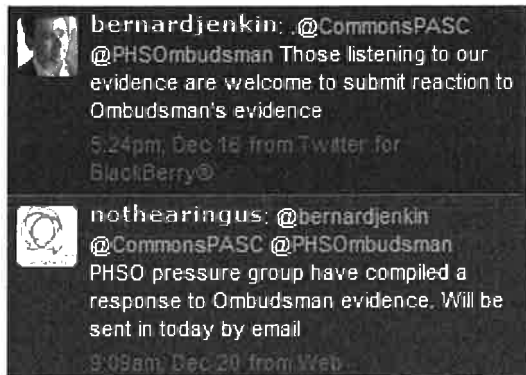 bernardjenkin: .@CommonsPASC
@PHSOmbudsman Those listening to our
evidence are welcome to submit reaction to
Ombudsman's evidence
5:24pm, Dec 18 from Twitter for
BlackBerry®
nothearingus: @bernardjenkin
@CommonsPASC @PHSOmbudsman
PHSO pressure group have compiled a
response to Ombudsman evidence. Will be
sent in today by email
9:09am, Dec 20 from Web